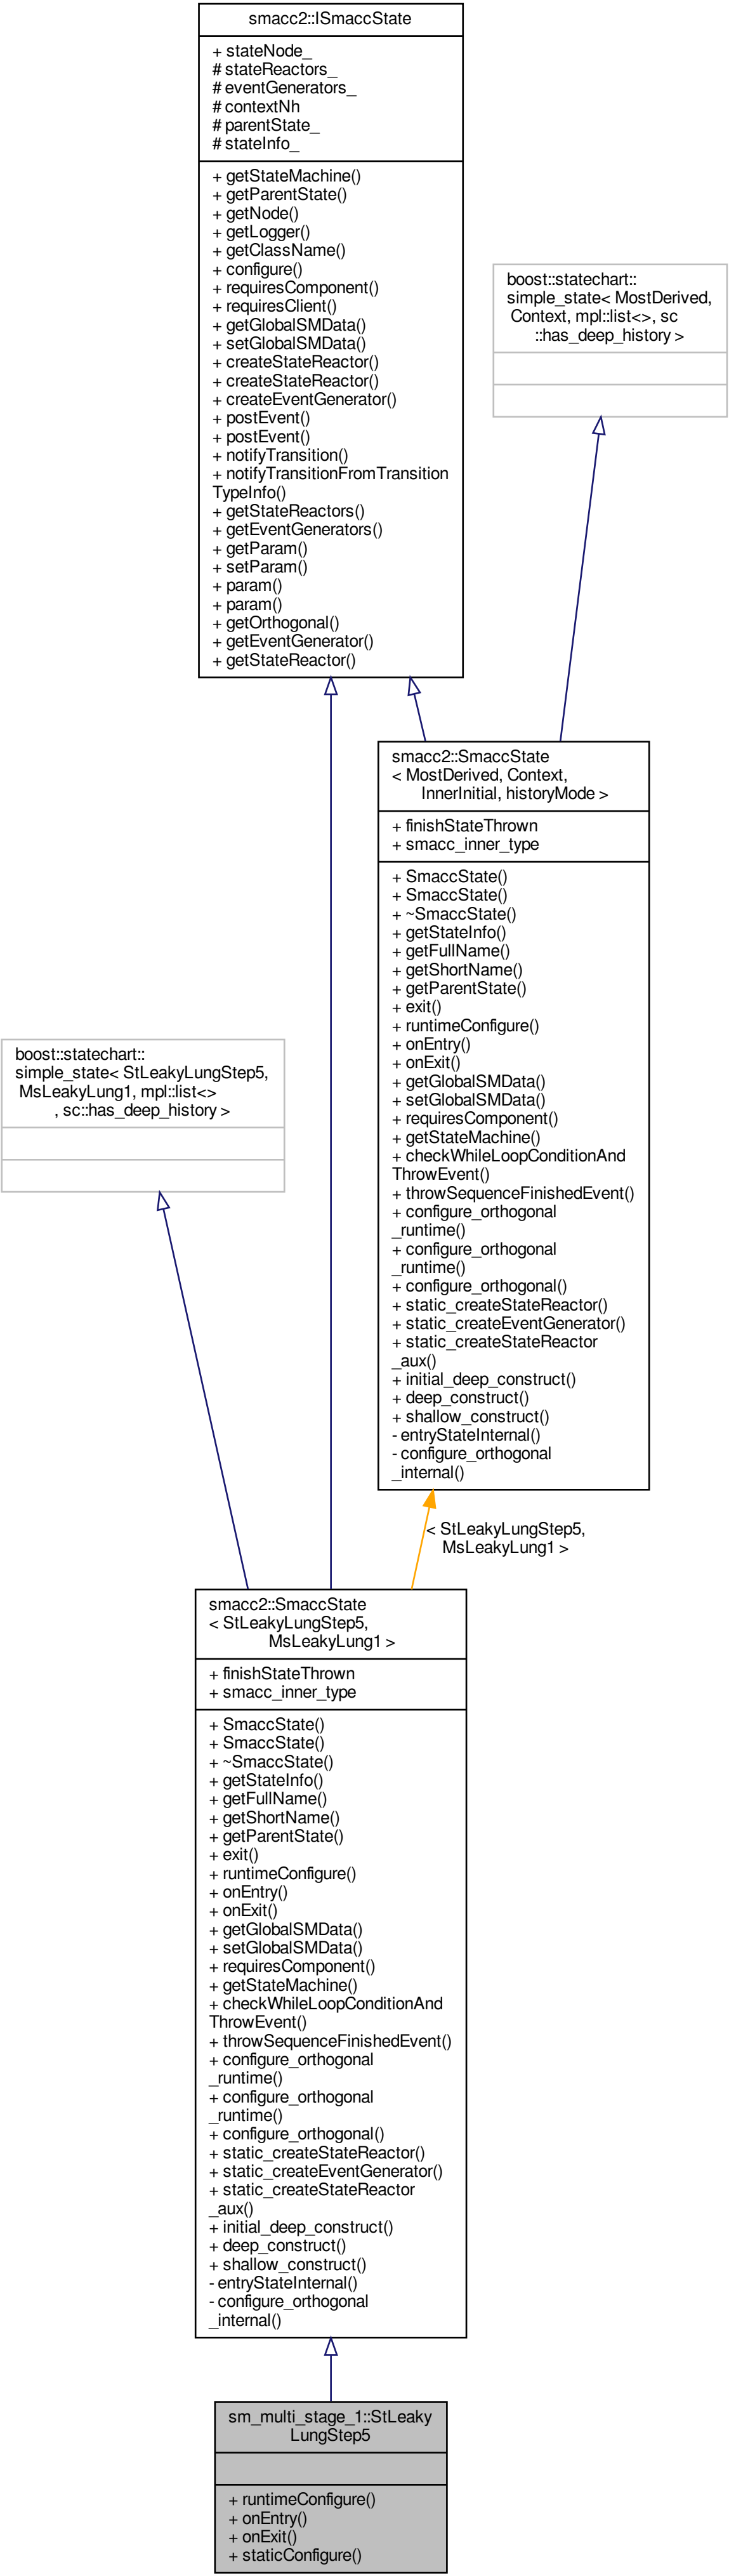 smacc2::ISmaccState
+ stateNode_
# stateReactors_
# eventGenerators_
# contextNh
# parentState_
# stateInfo_
+ getStateMachine()
+ getParentState()
+ getNode()
+ getLogger()
+ getClassName()
+ configure()
+ requiresComponent()
+ requiresClient()
+ getGlobalSMData()
+ setGlobalSMData()
+ createStateReactor()
+ createStateReactor()
+ createEventGenerator()
+ postEvent()
+ postEvent()
+ notifyTransition()
+ notifyTransitionFromTransition
TypeInfo()
+ getStateReactors()
+ getEventGenerators()
+ getParam()
+ setParam()
+ param()
+ param()
+ getOrthogonal()
+ getEventGenerator()
+ getStateReactor()
boost::statechart::
simple_state< MostDerived,
Context, mpl::list<>, sc
::has_deep_history >
smacc2::SmaccState
< MostDerived, Context,
InnerInitial, historyMode >
+ finishStateThrown
+ smacc_inner_type
+ SmaccState()
+ SmaccState()
+ ~SmaccState()
+ getStateInfo()
+ getFullName()
+ getShortName()
+ getParentState()
+ exit()
+ runtimeConfigure()
+ onEntry()
+ onExit()
+ getGlobalSMData()
+ setGlobalSMData()
+ requiresComponent()
+ getStateMachine()
+ checkWhileLoopConditionAnd
ThrowEvent()
+ throwSequenceFinishedEvent()
+ configure_orthogonal
_runtime()
+ configure_orthogonal
_runtime()
+ configure_orthogonal()
+ static_createStateReactor()
+ static_createEventGenerator()
+ static_createStateReactor
_aux()
+ initial_deep_construct()
+ deep_construct()
+ shallow_construct()
- entryStateInternal()
- configure_orthogonal
_internal()
boost::statechart::
simple_state< StLeakyLungStep5,
MsLeakyLung1, mpl::list<>
, sc::has_deep_history >
< StLeakyLungStep5,
MsLeakyLung1 >
smacc2::SmaccState
< StLeakyLungStep5,
MsLeakyLung1 >
+ finishStateThrown
+ smacc_inner_type
+ SmaccState()
+ SmaccState()
+ ~SmaccState()
+ getStateInfo()
+ getFullName()
+ getShortName()
+ getParentState()
+ exit()
+ runtimeConfigure()
+ onEntry()
+ onExit()
+ getGlobalSMData()
+ setGlobalSMData()
+ requiresComponent()
+ getStateMachine()
+ checkWhileLoopConditionAnd
ThrowEvent()
+ throwSequenceFinishedEvent()
+ configure_orthogonal
_runtime()
+ configure_orthogonal
_runtime()
+ configure_orthogonal()
+ static_createStateReactor()
+ static_createEventGenerator()
+ static_createStateReactor
_aux()
+ initial_deep_construct()
+ deep_construct()
+ shallow_construct()
- entryStateInternal()
- configure_orthogonal
_internal()
sm_multi_stage_1::StLeaky
LungStep5
+ runtimeConfigure()
+ onEntry()
+ onExit()
+ staticConfigure()